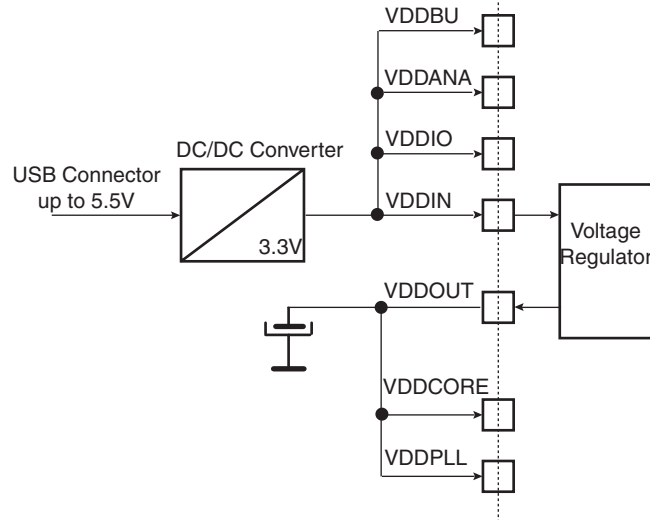 VDDBU
VDDANA
DC/DC Converter
VDDIO
USB Connector
up to 5.5V
VDDIN
3.3V
Voltage
Regulator
VDDOUT
VDDCORE
VDDPLL